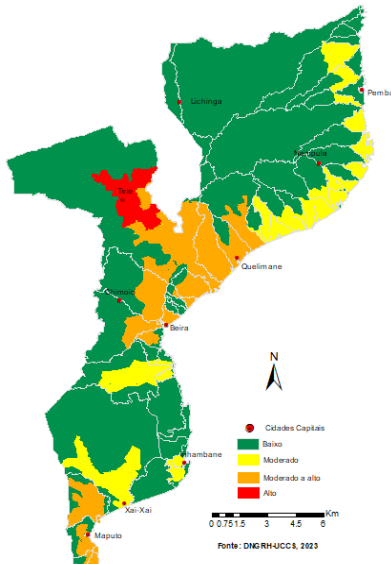 Lichinga
Pemba
Nampula
Tete
Quelimane
Chimoio
Beira
N
Cidades Capitais
Baixo
Moderado
Moderado a alto
Alto
Inhambane
Xai-Xai
Maputo
0 0.75 1.5 3 4.5 6 Km
Fonte: DNGRH-UCCS, 2023